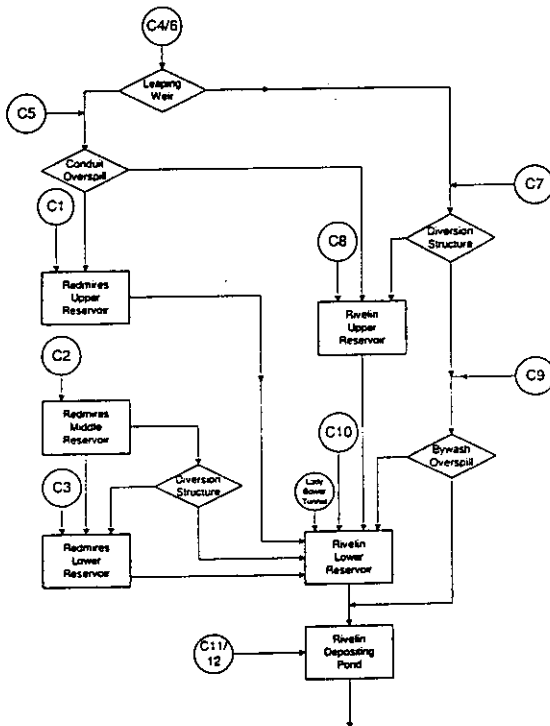 C4/6
Leaping
Weir
C5
Conduit
Overspill
C7
C1
C8
Diversion
Structure
Redmires
Upper
Reservoir
Rivelin
Upper
Reservoir
C2
C9
Redmires
Middle
Reservoir
C10
Bywash
Overspill
C3
Diversion
Structure
Lady
Bower
Tunnel
Redmires
Lower
Reservoir
Rivelin
Lower
Reservoir
C11/
12
Rivelin
Depositing
Pond